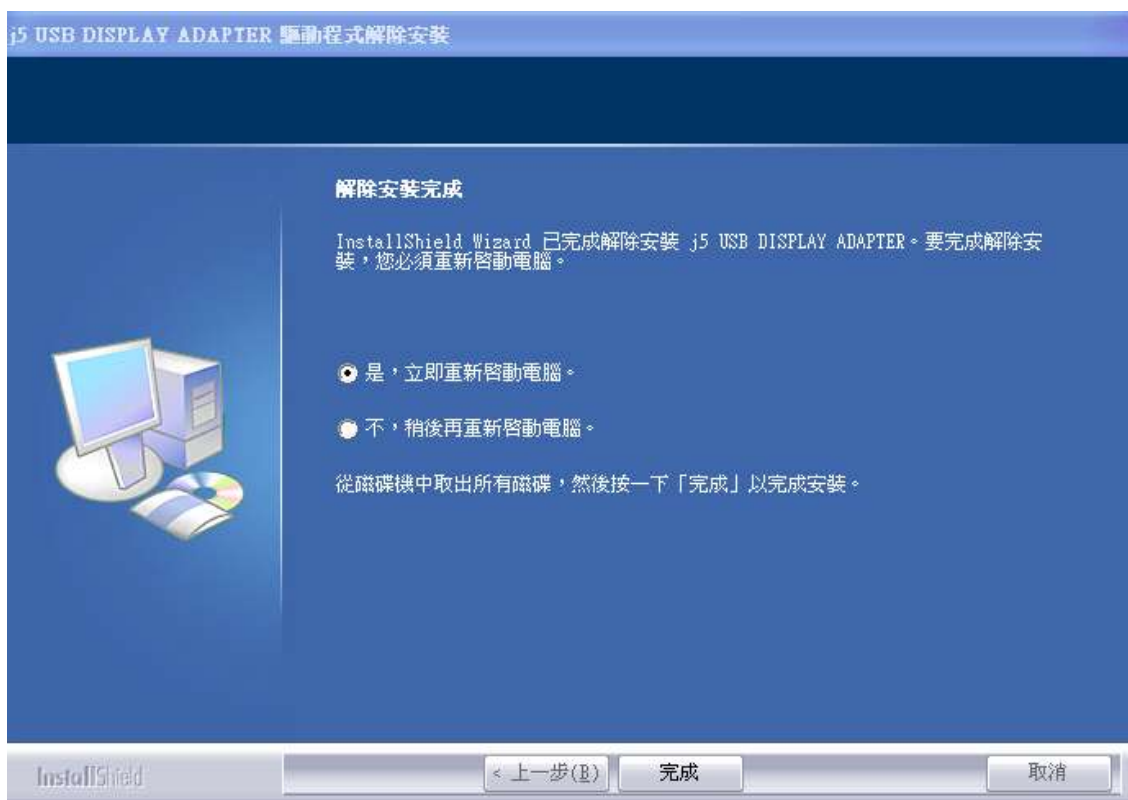 j5 USB DISPLAY ADAPTER 驅動程式解除安裝
解除安裝完成
InstallShield Wizard 已完成解除安裝 j5 USB DISPLAY ADAPTER。要完成解除安
裝，您必須重新啓動電腦。
是，立即重新啓動電腦。
不，稍後再重新啓動電腦。
從磁碟機中取出所有磁碟，然後按一下「完成」以完成安裝。
InstallShield
< 上一步(B)
完成
取消